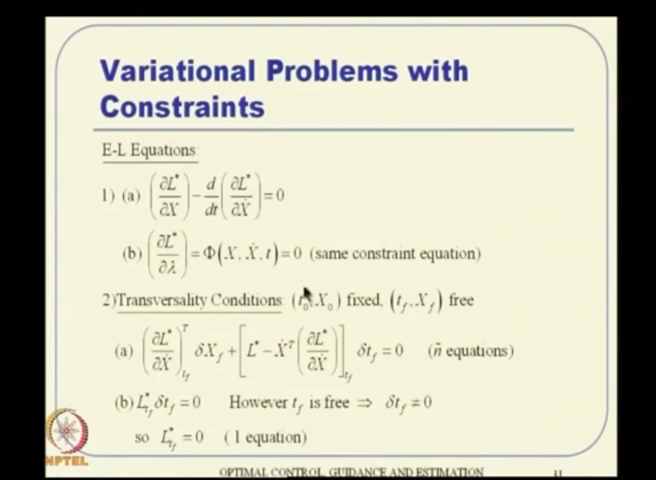 Variational Problems with
Constraints
E-L Equations:
1) (a) (∂L*/∂X) − d/dt (∂L*/∂Ẋ) = 0
(b) (∂L*/∂λ) = Φ(X, Ẋ, t) = 0 (same constraint equation)
2) Transversality Conditions: (t₀, X₀) fixed, (t_f, X_f) free
(a) (∂L*/∂Ẋ)ᵀ_{t_f} δX_f + [L* − Ẋᵀ (∂L*/∂Ẋ)]_{t_f} δt_f = 0 (ñ equations)
(b) L*_{t_f} δt_f = 0 However t_f is free ⇒ δt_f ≠ 0
so L*_{t_f} = 0 (1 equation)
NPTEL
OPTIMAL CONTROL, GUIDANCE AND ESTIMATION